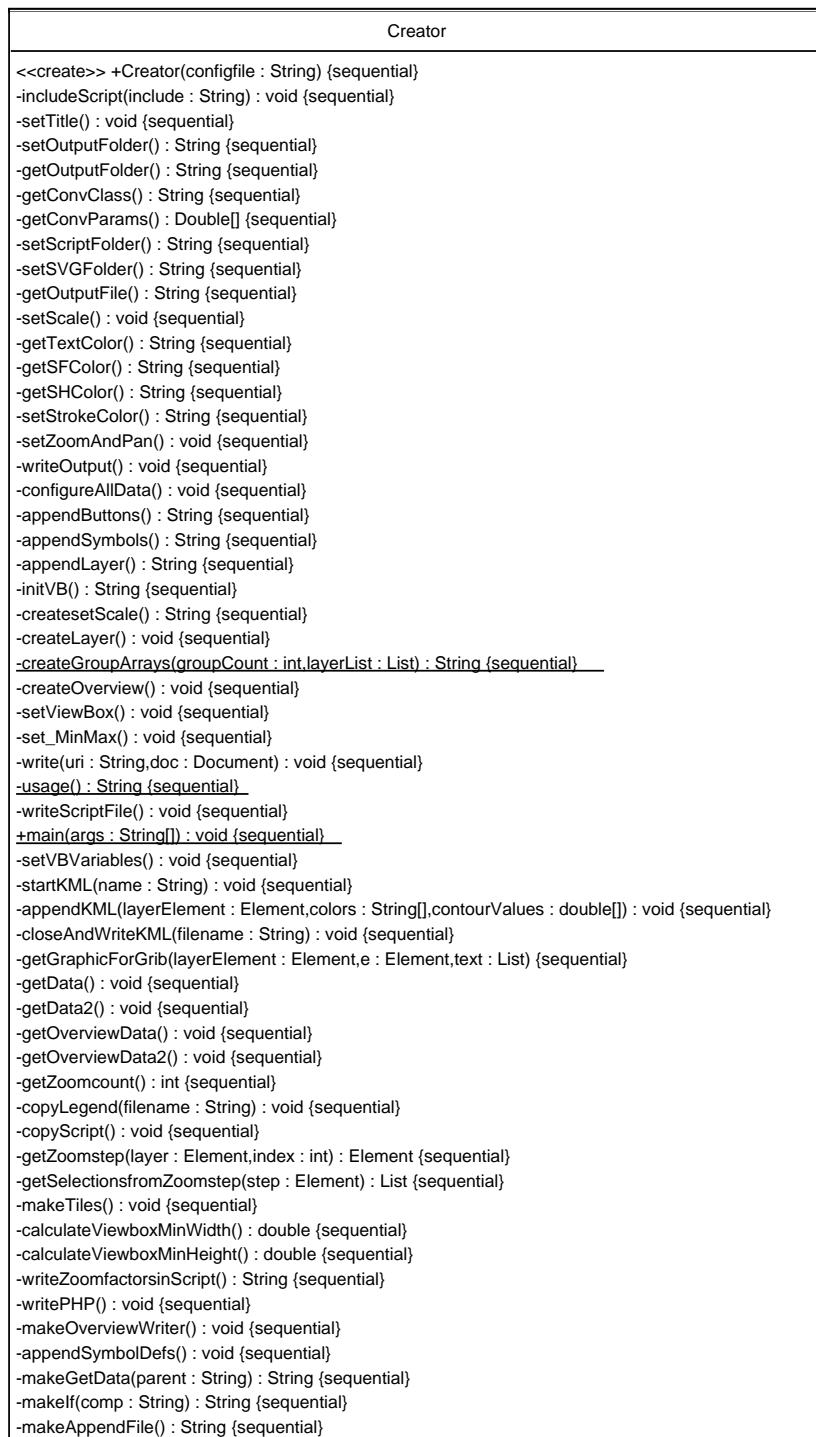 Creator
<<create>> +Creator(configfile : String) {sequential}
-includeScript(include : String) : void {sequential}
-setTitle() : void {sequential}
-setOutputFolder() : String {sequential}
-getOutputFolder() : String {sequential}
-getConvClass() : String {sequential}
-getConvParams() : Double[] {sequential}
-setScriptFolder() : String {sequential}
-setSVGFolder() : String {sequential}
-getOutputFile() : String {sequential}
-setScale() : void {sequential}
-getTextColor() : String {sequential}
-getSFColor() : String {sequential}
-getSHColor() : String {sequential}
-setStrokeColor() : String {sequential}
-setZoomAndPan() : void {sequential}
-writeOutput() : void {sequential}
-configureAllData() : void {sequential}
-appendButtons() : String {sequential}
-appendSymbols() : String {sequential}
-appendLayer() : String {sequential}
-initVB() : String {sequential}
-createsetScale() : String {sequential}
-createLayer() : void {sequential}
-createGroupArrays(groupCount : int,layerList : List) : String {sequential}
-createOverview() : void {sequential}
-setViewBox() : void {sequential}
-set_MinMax() : void {sequential}
-write(uri : String,doc : Document) : void {sequential}
-usage() : String {sequential}
-writeScriptFile() : void {sequential}
+main(args : String[]) : void {sequential}
-setVBVariables() : void {sequential}
-startKML(name : String) : void {sequential}
-appendKML(layerElement : Element,colors : String[],contourValues : double[]) : void {sequential}
-closeAndWriteKML(filename : String) : void {sequential}
-getGraphicForGrib(layerElement : Element,e : Element,text : List) {sequential}
-getData() : void {sequential}
-getData2() : void {sequential}
-getOverviewData() : void {sequential}
-getOverviewData2() : void {sequential}
-getZoomcount() : int {sequential}
-copyLegend(filename : String) : void {sequential}
-copyScript() : void {sequential}
-getZoomstep(layer : Element,index : int) : Element {sequential}
-getSelectionsfromZoomstep(step : Element) : List {sequential}
-makeTiles() : void {sequential}
-calculateViewboxMinWidth() : double {sequential}
-calculateViewboxMinHeight() : double {sequential}
-writeZoomfactorsinScript() : String {sequential}
-writePHP() : void {sequential}
-makeOverviewWriter() : void {sequential}
-appendSymbolDefs() : void {sequential}
-makeGetData(parent : String) : String {sequential}
-makeIf(comp : String) : String {sequential}
-makeAppendFile() : String {sequential}